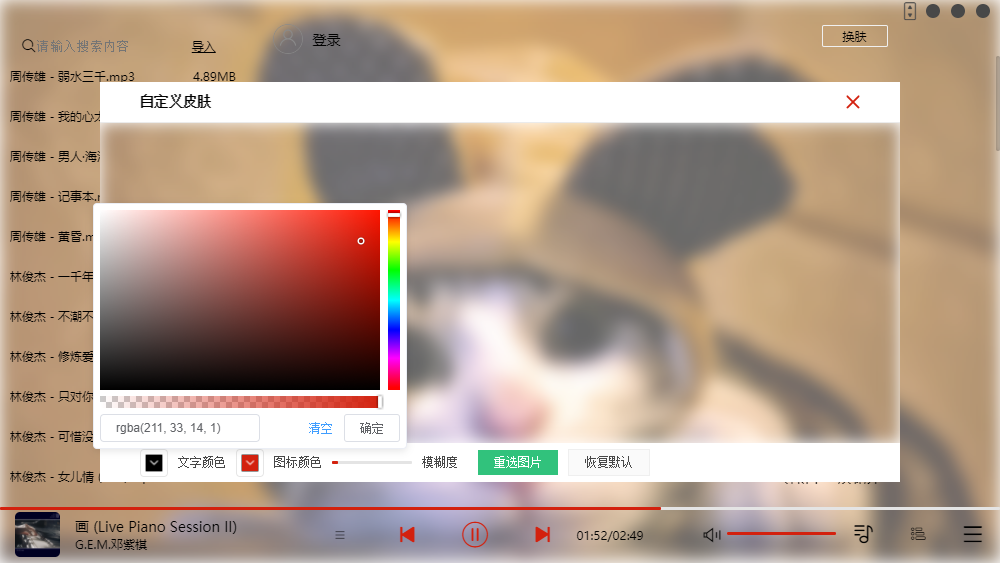 请输入搜索内容
导入
登录
换肤
周传雄 - 弱水三千.mp3 4.89MB
自定义皮肤
周传雄 - 我的心太
周传雄 - 男人·海
周传雄 - 记事本.
周传雄 - 黄昏.m
林俊杰 - 一千年
林俊杰 - 不潮不
林俊杰 - 修炼爱
林俊杰 - 只对你
rgba(211, 33, 14, 1)
清空
确定
林俊杰 - 可惜没
文字颜色
图标颜色
模糊度
重选图片
恢复默认
林俊杰 - 女儿情
画 (Live Piano Session II)
G.E.M.邓紫棋
01:52/02:49